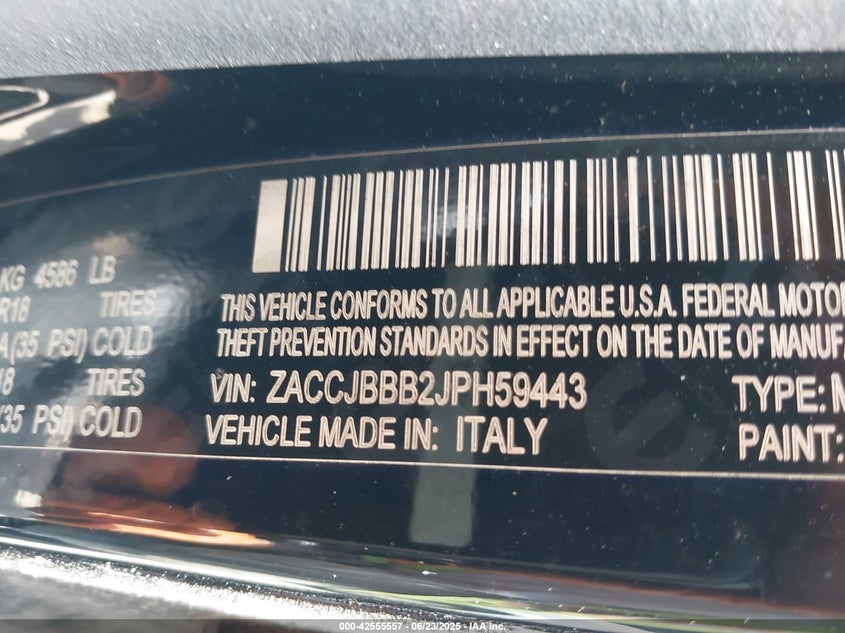 KG 4586 LB
R18 TIRES
A(35 PSI) COLD
18 TIRES
(35 PSI) COLD
THIS VEHICLE CONFORMS TO ALL APPLICABLE U.S.A. FEDERAL MOTOR
THEFT PREVENTION STANDARDS IN EFFECT ON THE DATE OF MANUFA
VIN: ZACCJBBB2JPH59443 TYPE: M
VEHICLE MADE IN: ITALY PAINT:
000-42555557 - 06/23/2025 - IAA Inc.